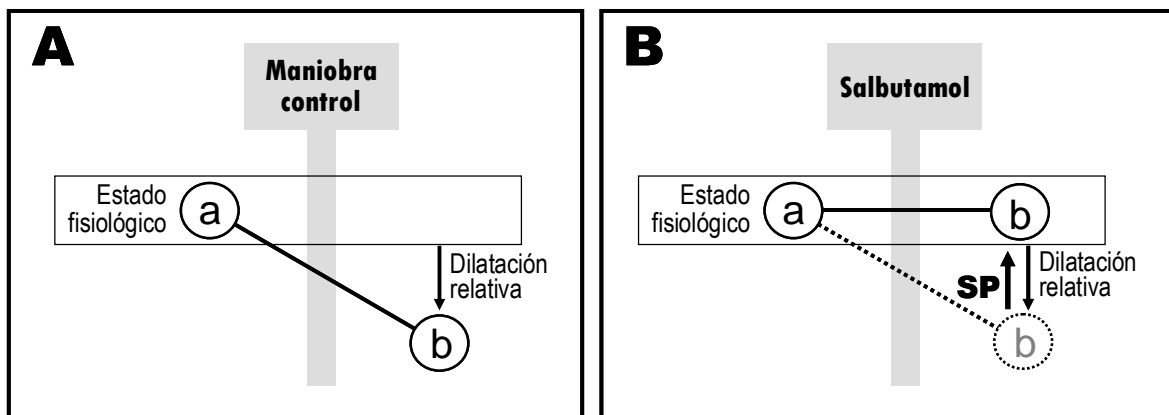 A
Maniobra
control
Estado
fisiológico
a
Dilatación
relativa
b
B
Salbutamol
Estado
fisiológico
a
b
SP
Dilatación
relativa
b